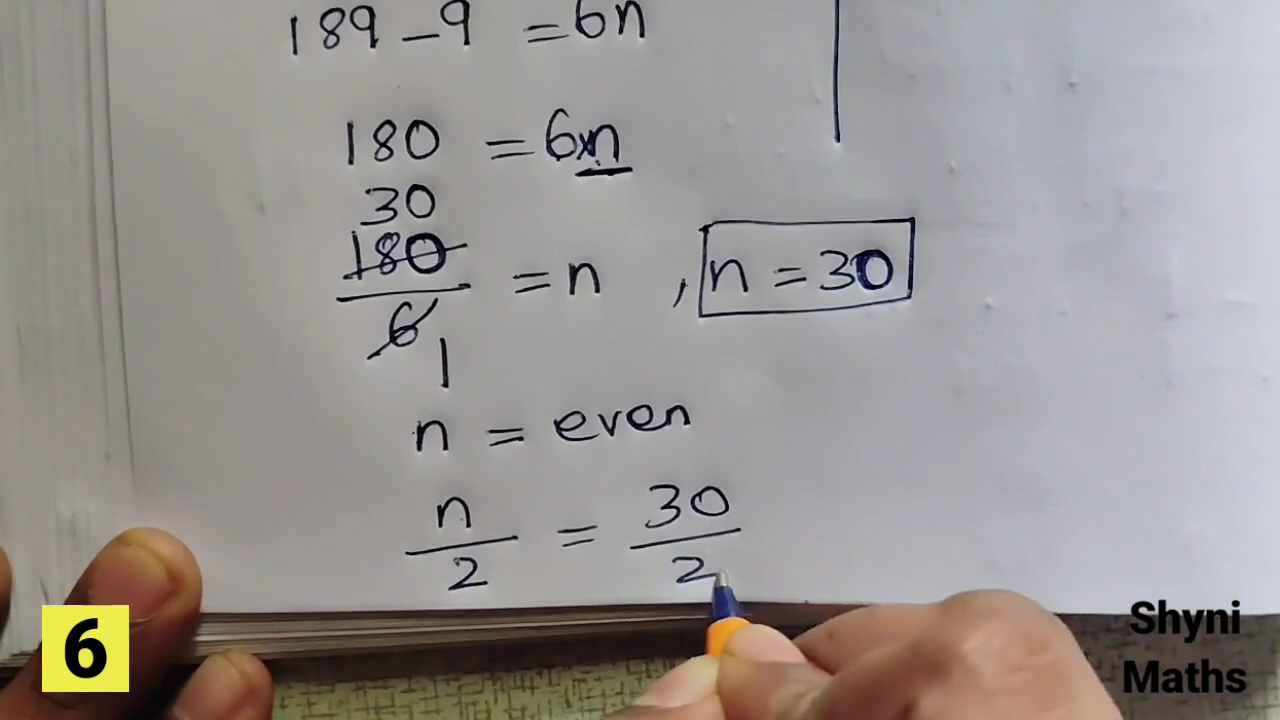 189 - 9 = 6n
180 = 6×n
30
180
6
1
= n , n = 30
n = even
n/2 = 30/2
6
Shyni
Maths